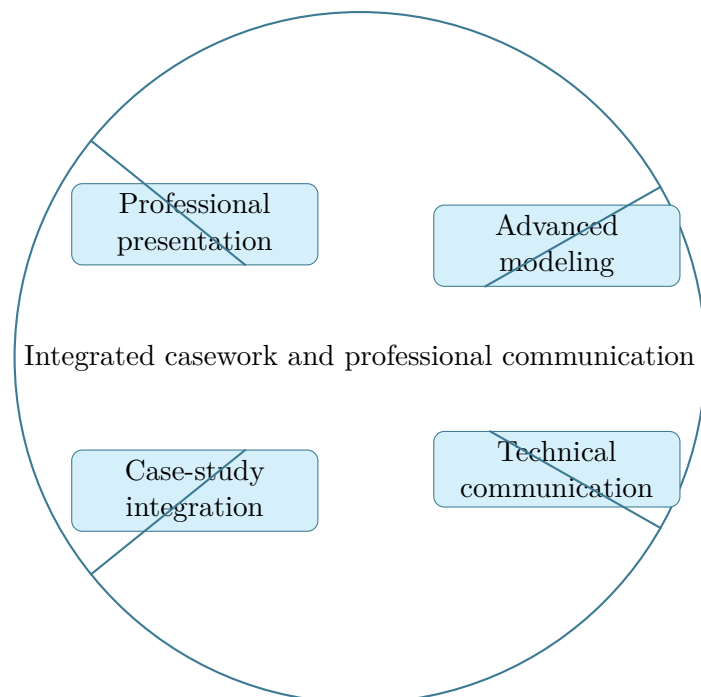 Professional
presentation
Advanced
modeling
Integrated casework and professional communication
Case-study
integration
Technical
communication